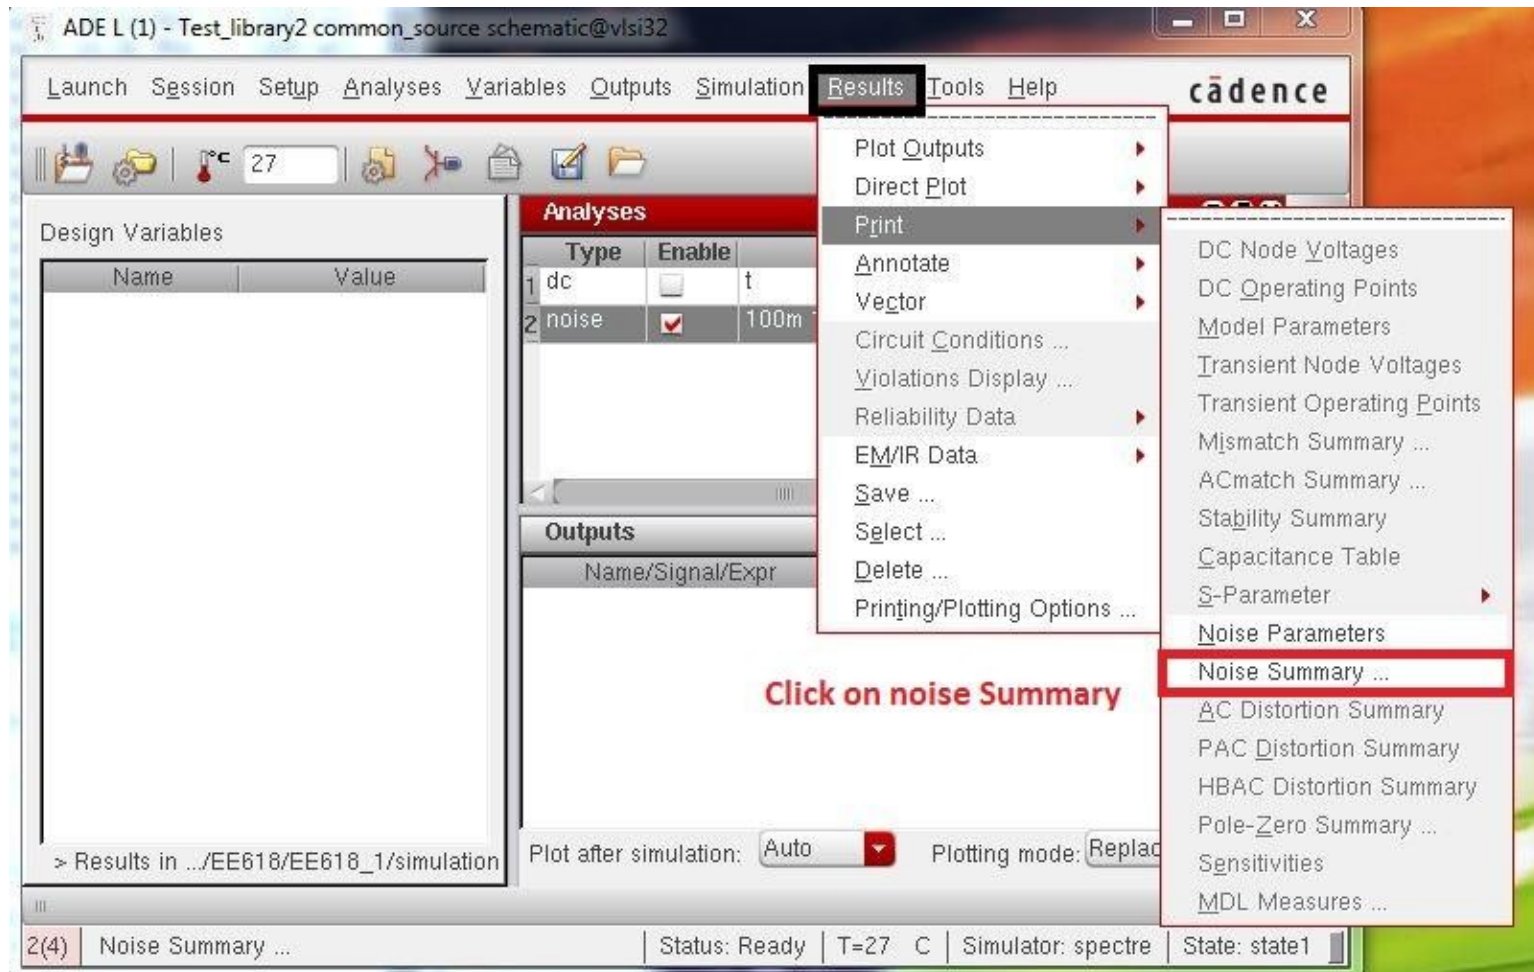 ADE L (1) - Test_library2 common_source schematic@vlsi32
Launch Session Setup Analyses Variables Outputs Simulation Results Tools Help cādence
°C 27
Design Variables
Name Value
> Results in .../EE618/EE618_1/simulation
Analyses
Type Enable
1 dc t
2 noise 100m
Outputs
Name/Signal/Expr
Plot after simulation: Auto Plotting mode: Replac
Plot Outputs
Direct Plot
Print
Annotate
Vector
Circuit Conditions ...
Violations Display ...
Reliability Data
EM/IR Data
Save ...
Select ...
Delete ...
Printing/Plotting Options ...
DC Node Voltages
DC Operating Points
Model Parameters
Transient Node Voltages
Transient Operating Points
Mismatch Summary ...
ACmatch Summary ...
Stability Summary
Capacitance Table
S-Parameter
Noise Parameters
Noise Summary ...
AC Distortion Summary
PAC Distortion Summary
HBAC Distortion Summary
Pole-Zero Summary ...
Sensitivities
MDL Measures ...
Click on noise Summary
2(4) Noise Summary ... Status: Ready T=27 C Simulator: spectre State: state1